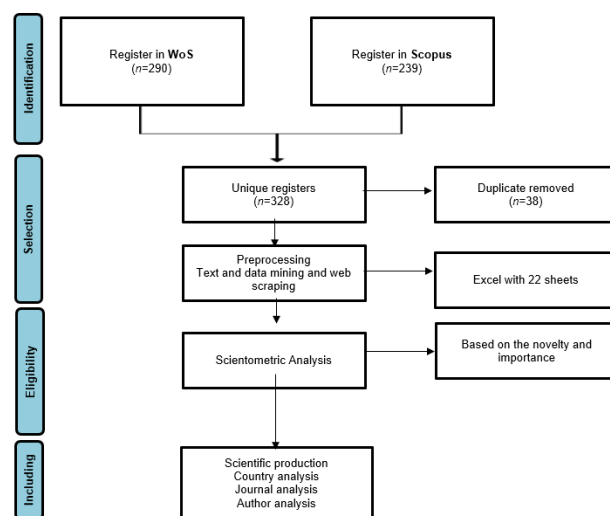 Identification
Register in WoS
(n=290)
Register in Scopus
(n=239)
Selection
Unique registers
(n=328)
Duplicate removed
(n=38)
Preprocessing
Text and data mining and web
scraping
Excel with 22 sheets
Eligibility
Scientometric Analysis
Based on the novelty and
importance
Including
Scientific production
Country analysis
Journal analysis
Author analysis